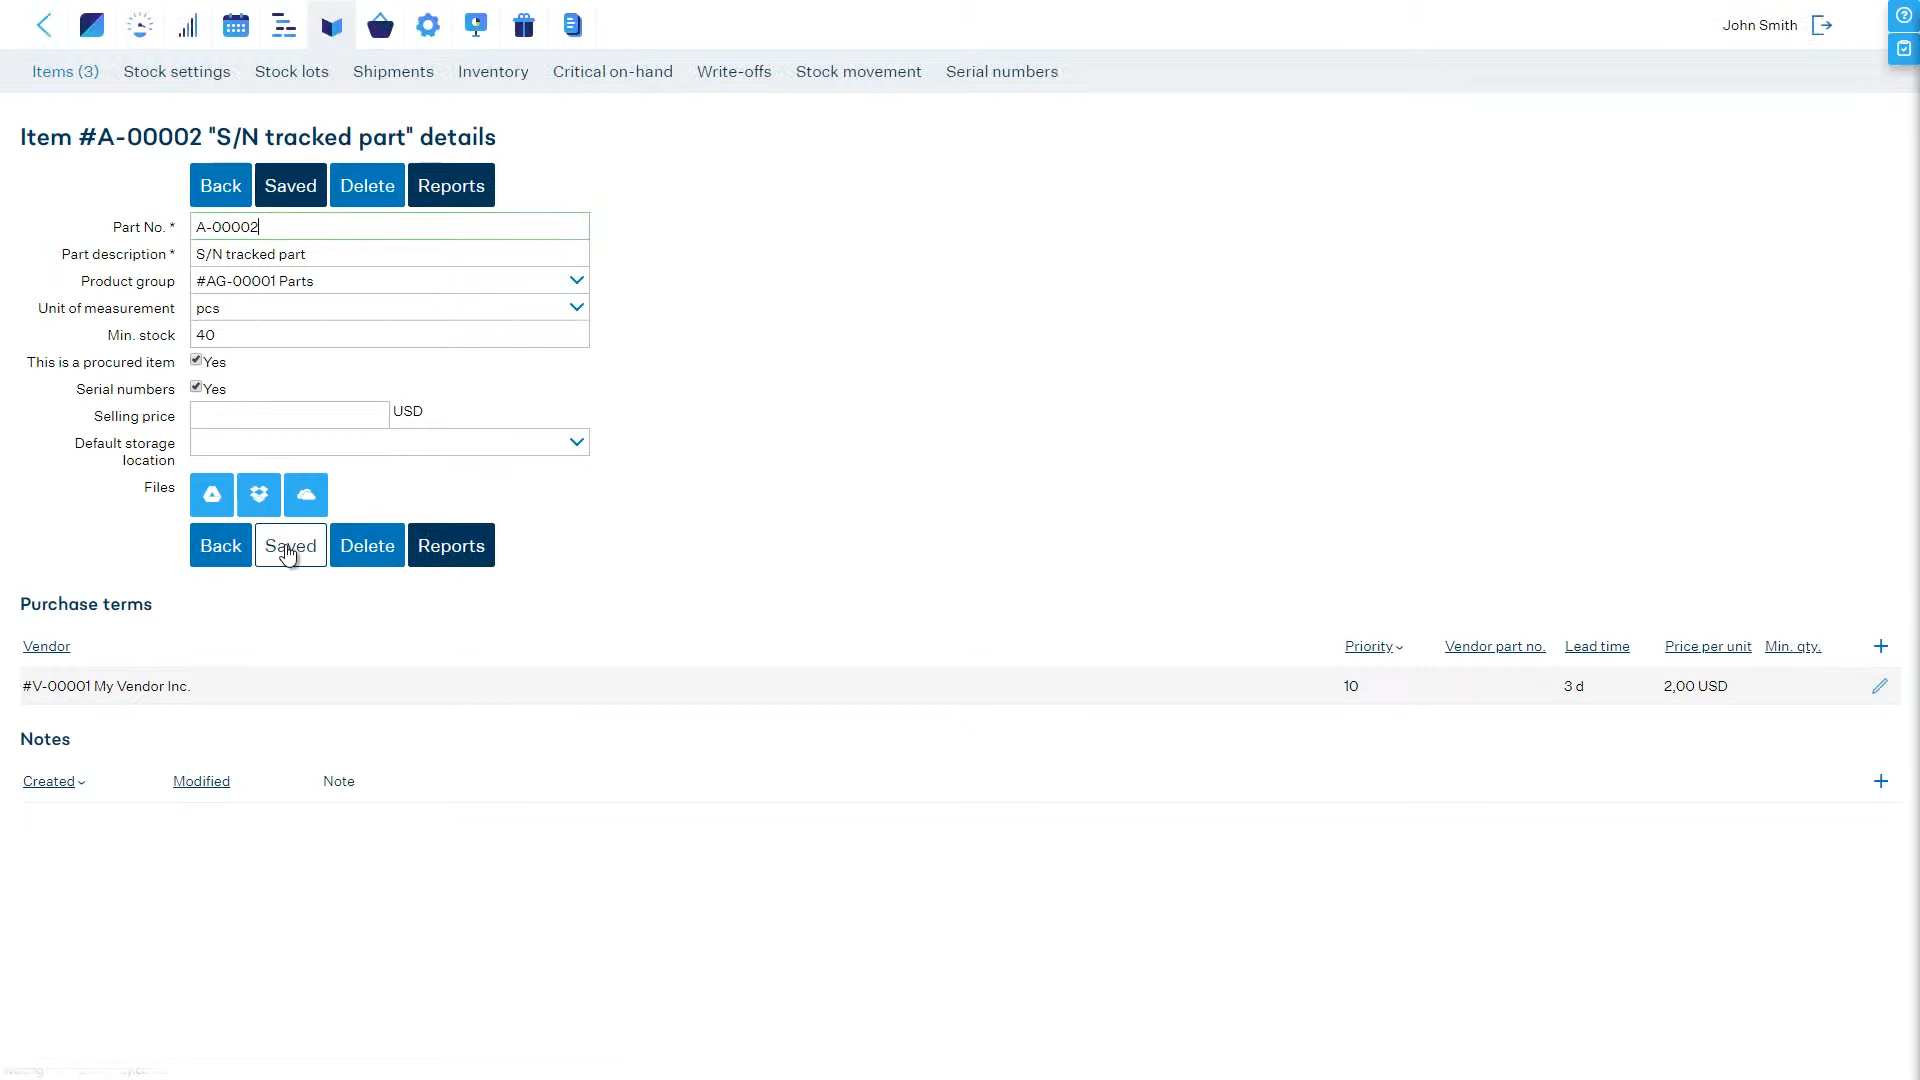 John Smith
Items (3) Stock settings Stock lots Shipments Inventory Critical on-hand Write-offs Stock movement Serial numbers
Item #A-00002 "S/N tracked part" details
Back Saved Delete Reports
Part No. * A-00002
Part description * S/N tracked part
Product group #AG-00001 Parts
Unit of measurement pcs
Min. stock 40
This is a procured item Yes
Serial numbers Yes
Selling price USD
Default storage
location
Files
Back Saved Delete Reports
Purchase terms
Vendor Priority Vendor part no. Lead time Price per unit Min. qty.
#V-00001 My Vendor Inc. 10 3 d 2,00 USD
Notes
Created Modified Note